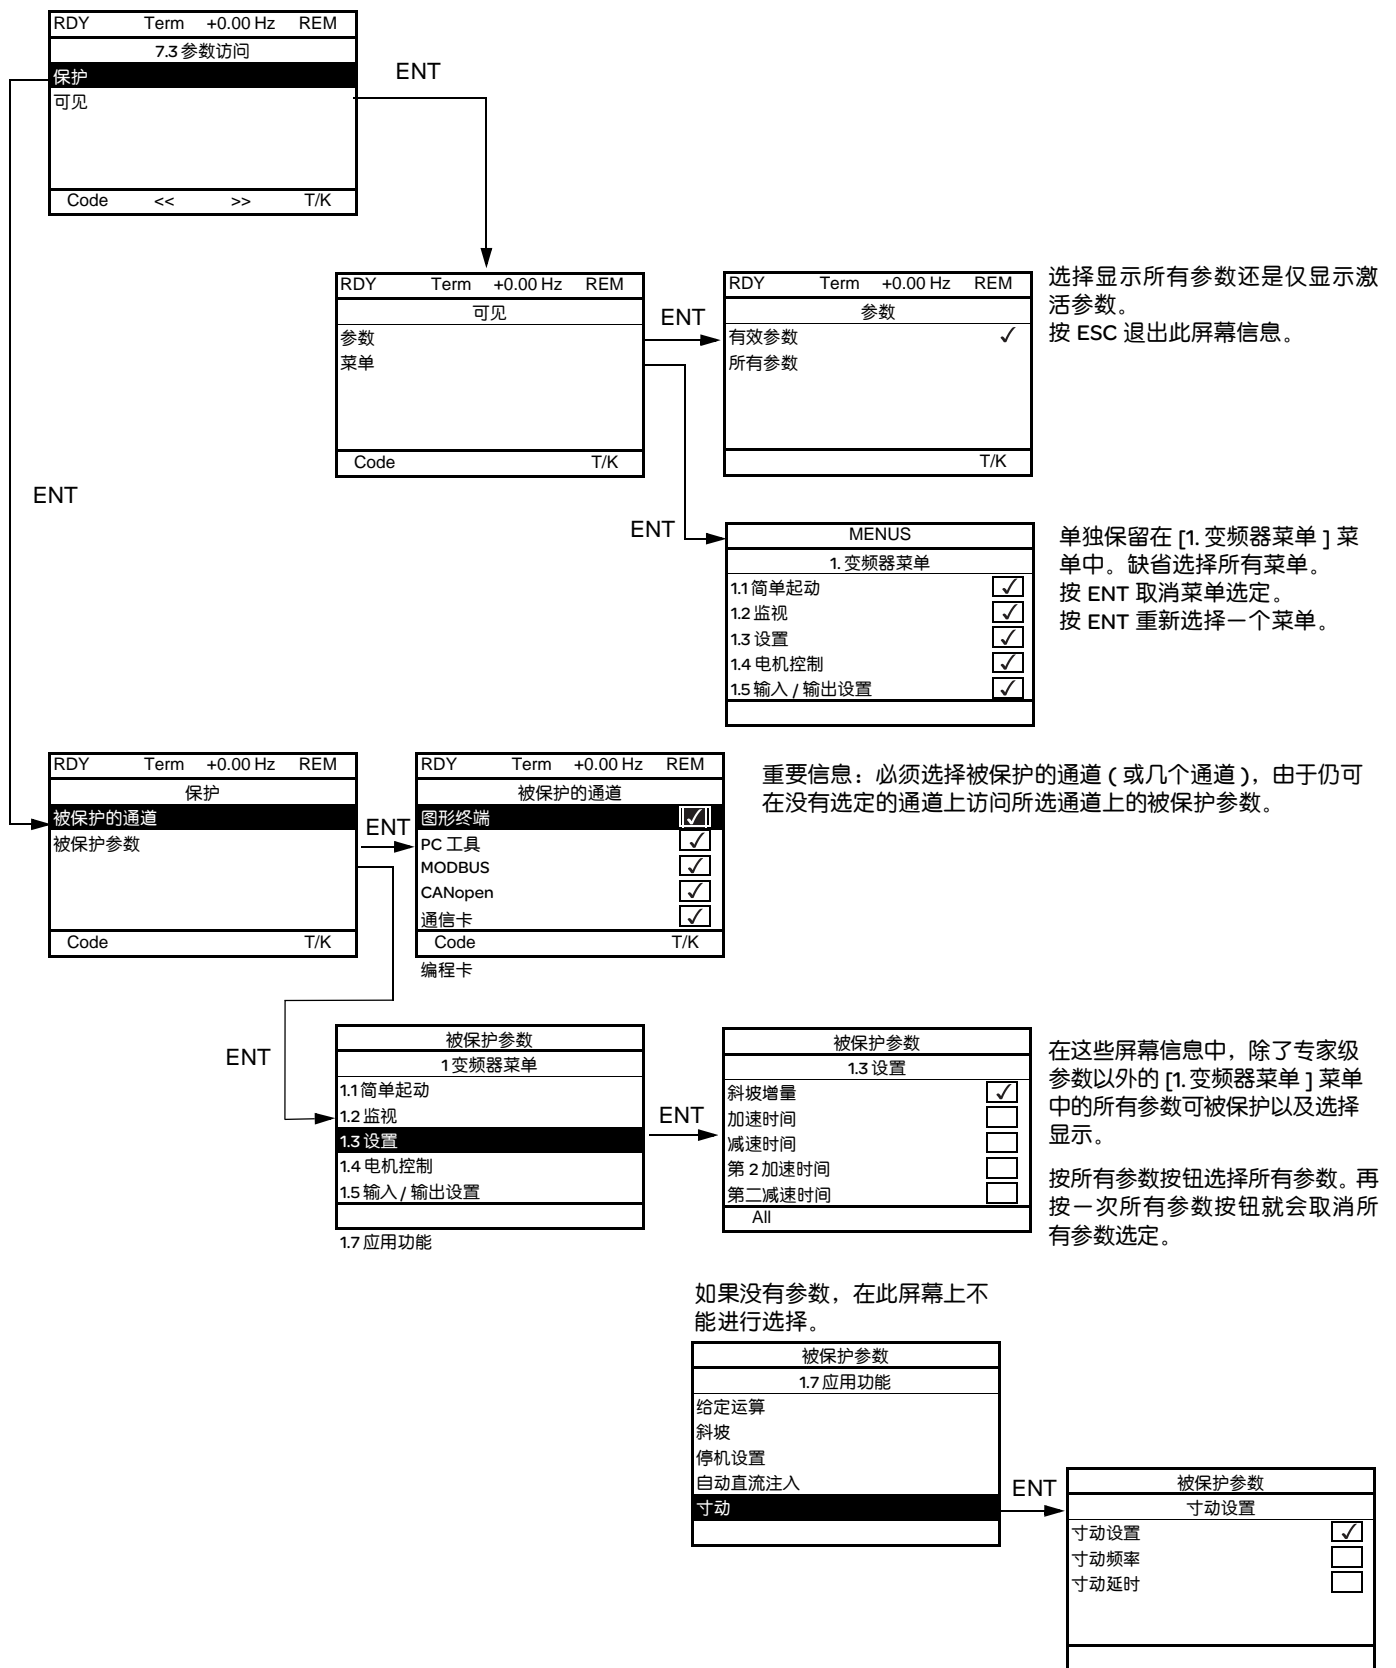 RDY Term +0.00 Hz REM
7.3 参数访问
保护
可见
Code << >> T/K
ENT
ENT
RDY Term +0.00 Hz REM
可见
参数
菜单
Code T/K
ENT
RDY Term +0.00 Hz REM
参数
有效参数 ✓
所有参数
T/K
选择显示所有参数还是仅显示激
活参数。
按 ESC 退出此屏幕信息。
ENT
MENUS
1. 变频器菜单
1.1 简单起动 ✓
1.2 监视 ✓
1.3 设置 ✓
1.4 电机控制 ✓
1.5 输入 / 输出设置 ✓
单独保留在 [1. 变频器菜单 ] 菜
单中。缺省选择所有菜单。
按 ENT 取消菜单选定。
按 ENT 重新选择一个菜单。
RDY Term +0.00 Hz REM
保护
被保护的通道
被保护参数
Code T/K
ENT
RDY Term +0.00 Hz REM
被保护的通道
图形终端 ✓
PC 工具 ✓
MODBUS ✓
CANopen ✓
通信卡 ✓
Code T/K
编程卡
重要信息：必须选择被保护的通道 ( 或几个通道 )，由于仍可
在没有选定的通道上访问所选通道上的被保护参数。
ENT
被保护参数
1 变频器菜单
1.1 简单起动
1.2 监视
1.3 设置
1.4 电机控制
1.5 输入 / 输出设置
1.7 应用功能
ENT
被保护参数
1.3 设置
斜坡增量 ✓
加速时间
减速时间
第 2 加速时间
第二减速时间
All
在这些屏幕信息中，除了专家级
参数以外的 [1. 变频器菜单 ] 菜单
中的所有参数可被保护以及选择
显示。
按所有参数按钮选择所有参数。再
按一次所有参数按钮就会取消所
有参数选定。
如果没有参数，在此屏幕上不
能进行选择。
被保护参数
1.7 应用功能
给定运算
斜坡
停机设置
自动直流注入
寸动
ENT
被保护参数
寸动设置
寸动设置 ✓
寸动频率
寸动延时